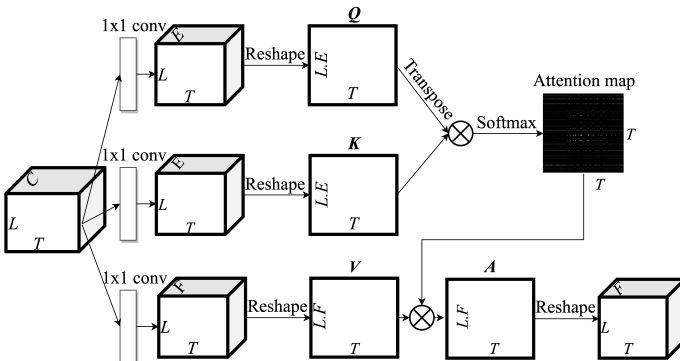 1x1 conv
E
L
T
Reshape
Q
L.E
T
Transpose
Softmax
Attention map
T
T
C
L
T
1x1 conv
E
L
T
Reshape
K
L.E
T
1x1 conv
F
L
T
Reshape
V
L.F
T
A
L.F
T
Reshape
F
L
T